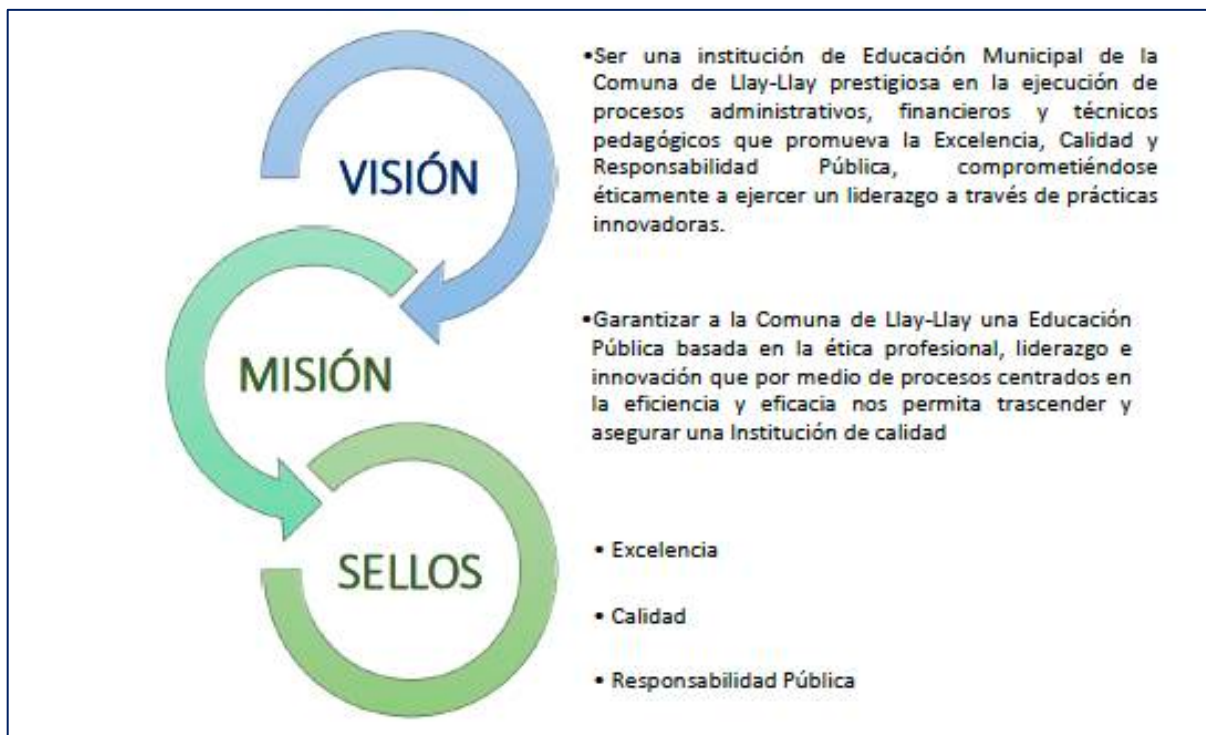 VISIÓN
•Ser una institución de Educación Municipal de la
Comuna de Llay-Llay prestigiosa en la ejecución de
procesos administrativos, financieros y técnicos
pedagógicos que promueva la Excelencia, Calidad y
Responsabilidad Pública, comprometiéndose
éticamente a ejercer un liderazgo a través de prácticas
innovadoras.
MISIÓN
•Garantizar a la Comuna de Llay-Llay una Educación
Pública basada en la ética profesional, liderazgo e
innovación que por medio de procesos centrados en
la eficiencia y eficacia nos permita trascender y
asegurar una Institución de calidad
SELLOS
• Excelencia
• Calidad
• Responsabilidad Pública